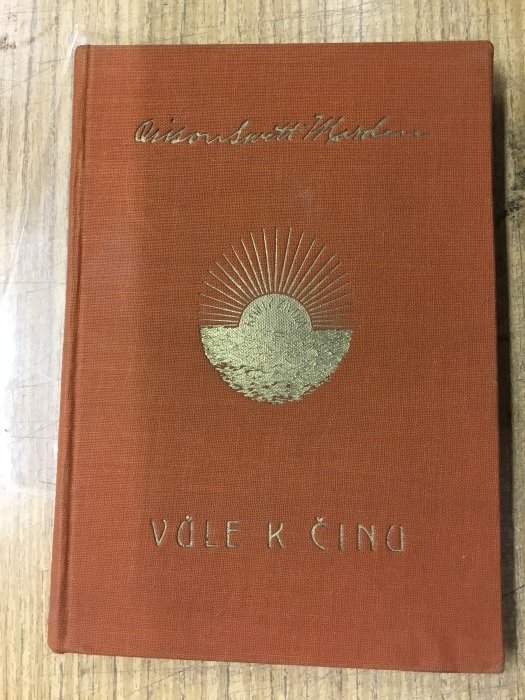 Orison Swett Marden
VŮLE K ČINU